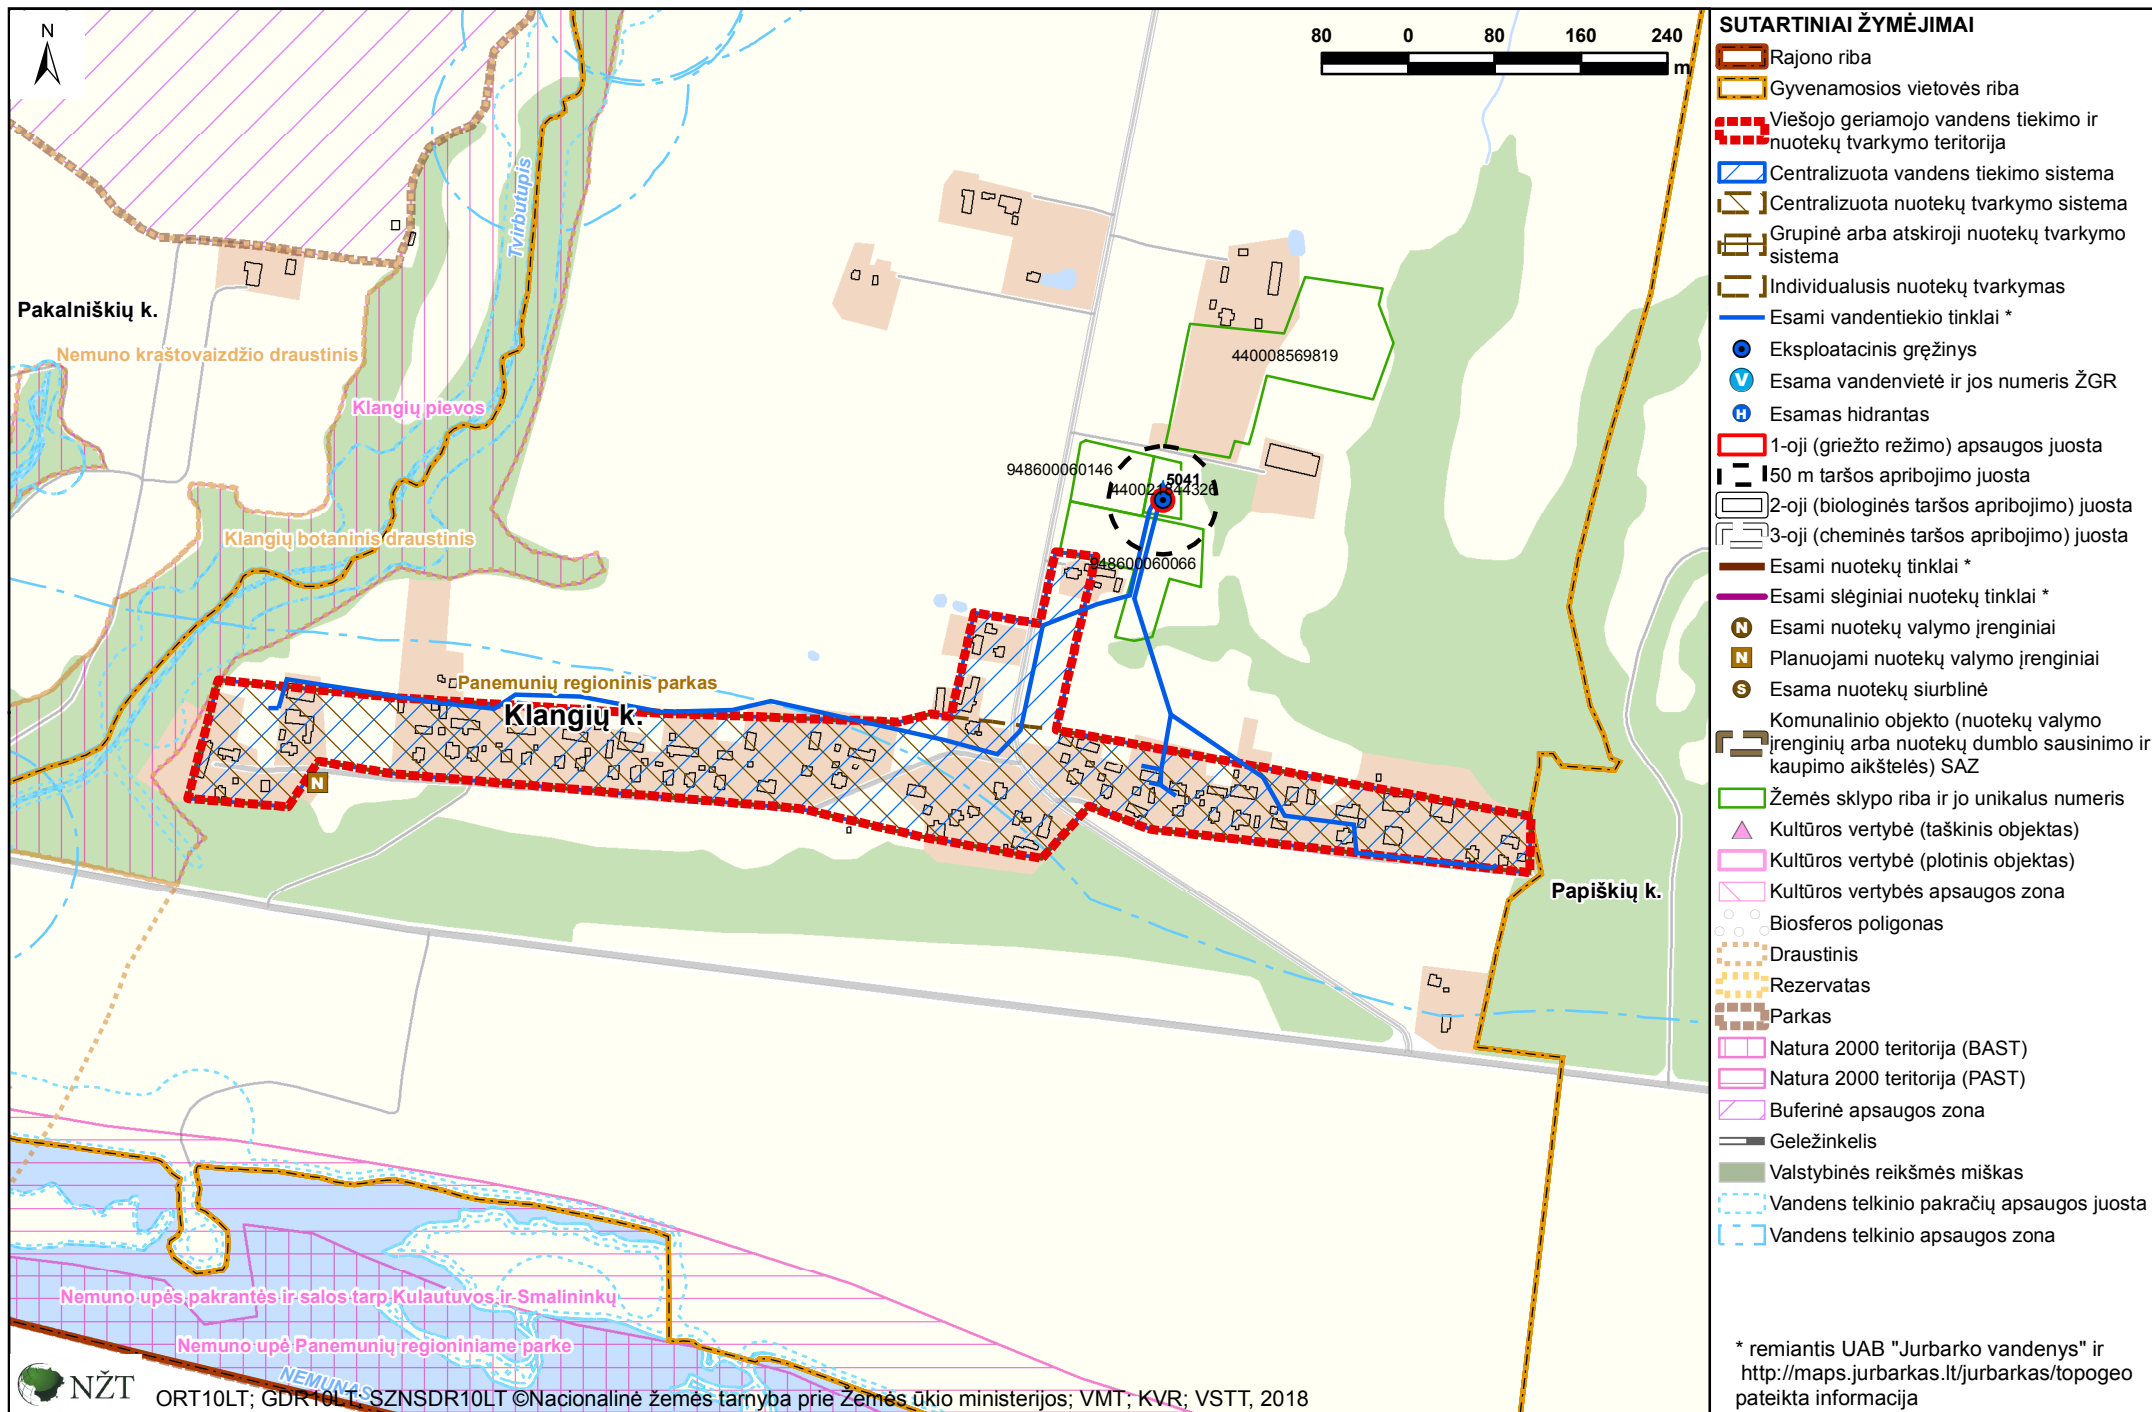 N
80 0 80 160 240
m
Tvirbutupis
Pakalniškių k.
Nemuno kraštovaizdžio draustinis
Klangių pievos
440008569819
948600060146
5041
440021844326
Klangių botaninis draustinis
948600060066
Panemunių regioninis parkas
Klangių k.
N
Papiškių k.
Nemuno upės pakrantės ir salos tarp Kulautuvos ir Smalininkų
Nemuno upė Panemunių regioniniame parke
NEMUNAS
NŽT
ORT10LT; GDR10LT; SZNSDR10LT ©Nacionalinė žemės tarnyba prie Žemės ūkio ministerijos; VMT; KVR; VSTT, 2018
SUTARTINIAI ŽYMĖJIMAI
Rajono riba
Gyvenamosios vietovės riba
Viešojo geriamojo vandens tiekimo ir
nuotekų tvarkymo teritorija
Centralizuota vandens tiekimo sistema
Centralizuota nuotekų tvarkymo sistema
Grupinė arba atskiroji nuotekų tvarkymo
sistema
Individualusis nuotekų tvarkymas
Esami vandentiekio tinklai *
Eksploatacinis gręžinys
V Esama vandenvietė ir jos numeris ŽGR
H Esamas hidrantas
1-oji (griežto režimo) apsaugos juosta
50 m taršos apribojimo juosta
2-oji (biologinės taršos apribojimo) juosta
3-oji (cheminės taršos apribojimo) juosta
Esami nuotekų tinklai *
Esami slėginiai nuotekų tinklai *
N Esami nuotekų valymo įrenginiai
N Planuojami nuotekų valymo įrenginiai
S Esama nuotekų siurblinė
Komunalinio objekto (nuotekų valymo
įrenginių arba nuotekų dumblo sausinimo ir
kaupimo aikštelės) SAZ
Žemės sklypo riba ir jo unikalus numeris
Kultūros vertybė (taškinis objektas)
Kultūros vertybė (plotinis objektas)
Kultūros vertybės apsaugos zona
Biosferos poligonas
Draustinis
Rezervatas
Parkas
Natura 2000 teritorija (BAST)
Natura 2000 teritorija (PAST)
Buferinė apsaugos zona
Geležinkelis
Valstybinės reikšmės miškas
Vandens telkinio pakračių apsaugos juosta
Vandens telkinio apsaugos zona
* remiantis UAB "Jurbarko vandenys" ir
http://maps.jurbarkas.lt/jurbarkas/topogeo
pateikta informacija